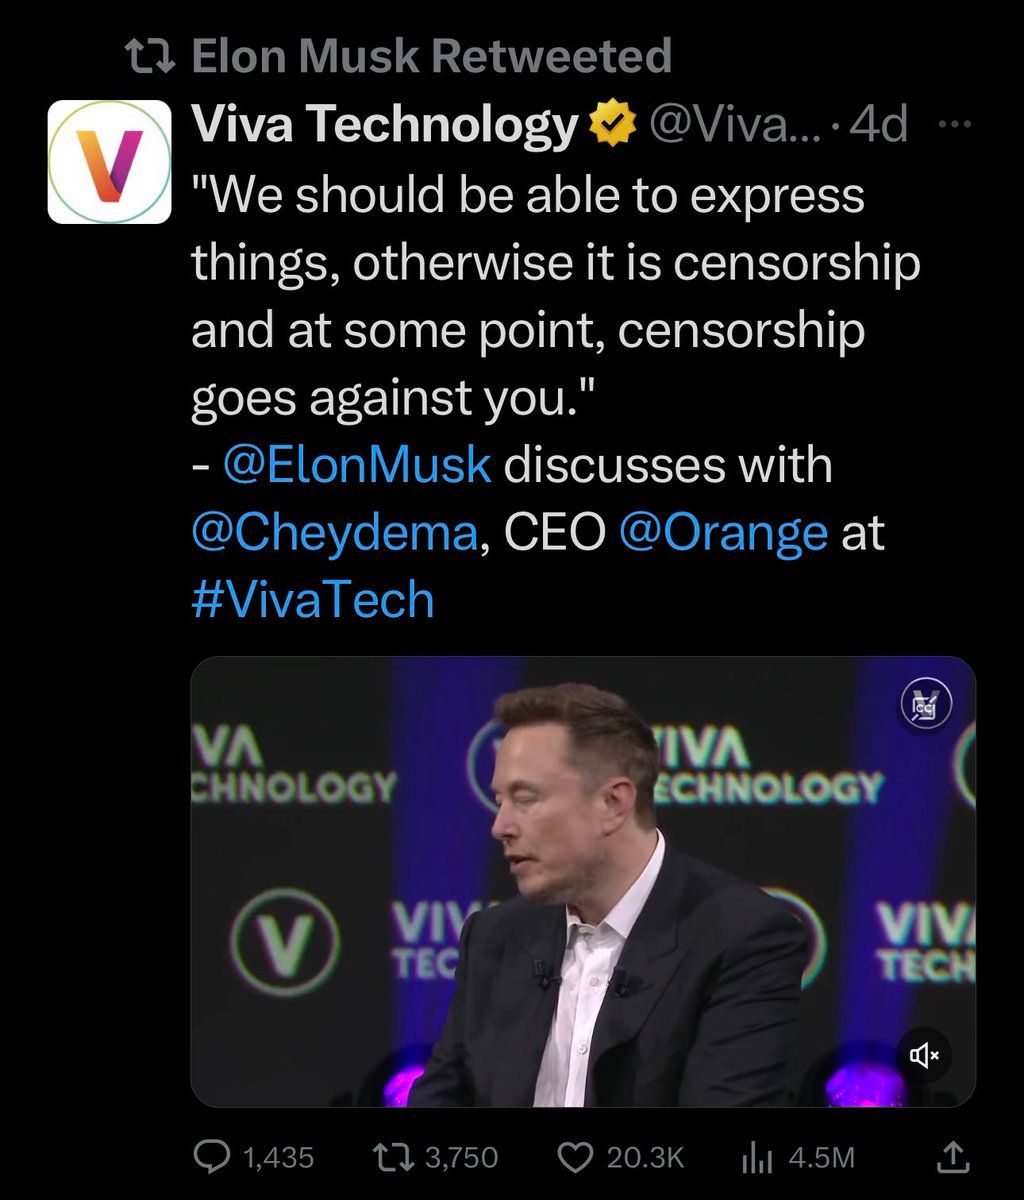 Elon Musk Retweeted
Viva Technology @Viva... · 4d ...
"We should be able to express
things, otherwise it is censorship
and at some point, censorship
goes against you."
- @ElonMusk discusses with
@Cheydema, CEO @Orange at
#VivaTech
VA
CHNOLOGY
VIVA
ECHNOLOGY
V
VIV
TEC
VIVA
TECH
1,435 3,750 20.3K 4.5M